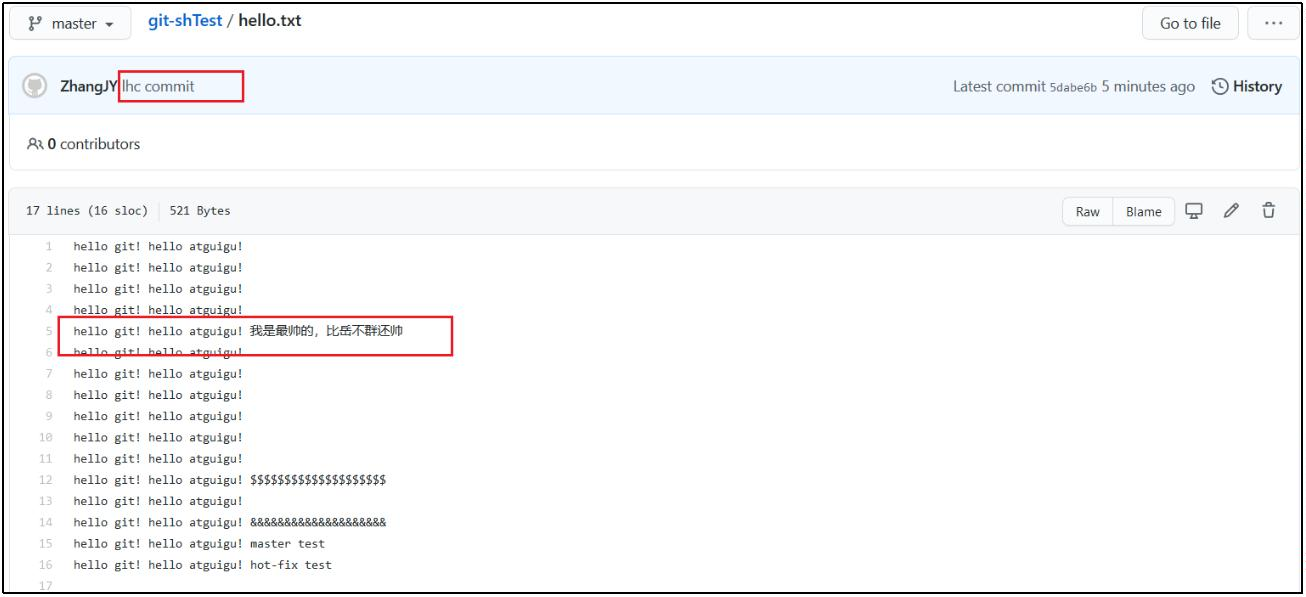 master git-shTest / hello.txt Go to file ...
ZhangJY lhc commit Latest commit 5dabe6b 5 minutes ago History
0 contributors
17 lines (16 sloc) 521 Bytes Raw Blame
1 hello git! hello atguigu!
2 hello git! hello atguigu!
3 hello git! hello atguigu!
4 hello git! hello atguigu!
5 hello git! hello atguigu! 我是最帅的，比岳不群还帅
6 hello git! hello atguigu!
7 hello git! hello atguigu!
8 hello git! hello atguigu!
9 hello git! hello atguigu!
10 hello git! hello atguigu!
11 hello git! hello atguigu!
12 hello git! hello atguigu! $$$$$$$$$$$$$$$$$$$$
13 hello git! hello atguigu!
14 hello git! hello atguigu! &&&&&&&&&&&&&&&&&&&&
15 hello git! hello atguigu! master test
16 hello git! hello atguigu! hot-fix test
17